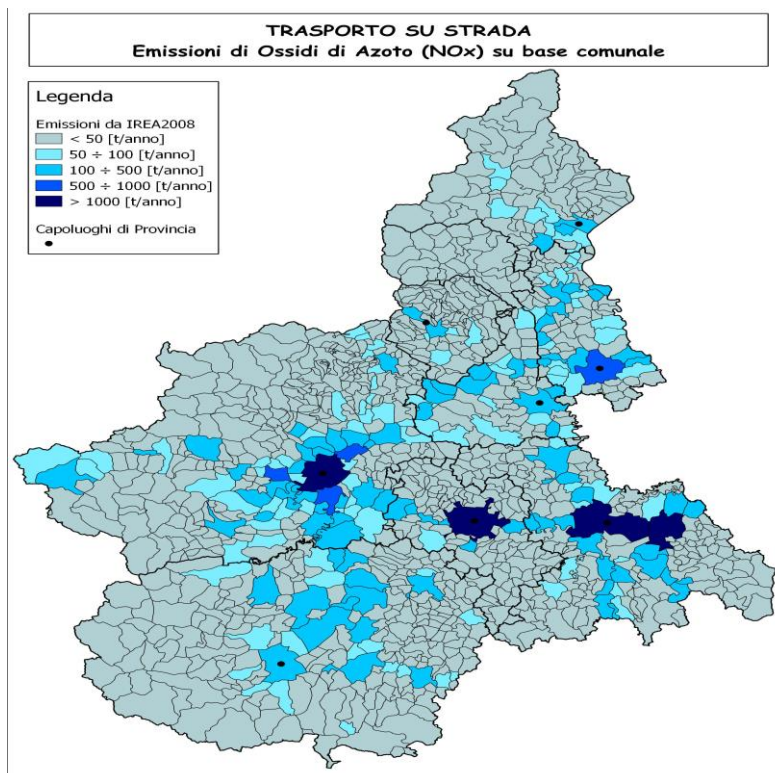 TRASPORTO SU STRADA
Emissioni di Ossidi di Azoto (NOx) su base comunale
Legenda
Emissioni da IREA2008
< 50 [t/anno]
50 ÷ 100 [t/anno]
100 ÷ 500 [t/anno]
500 ÷ 1000 [t/anno]
> 1000 [t/anno]
Capoluoghi di Provincia